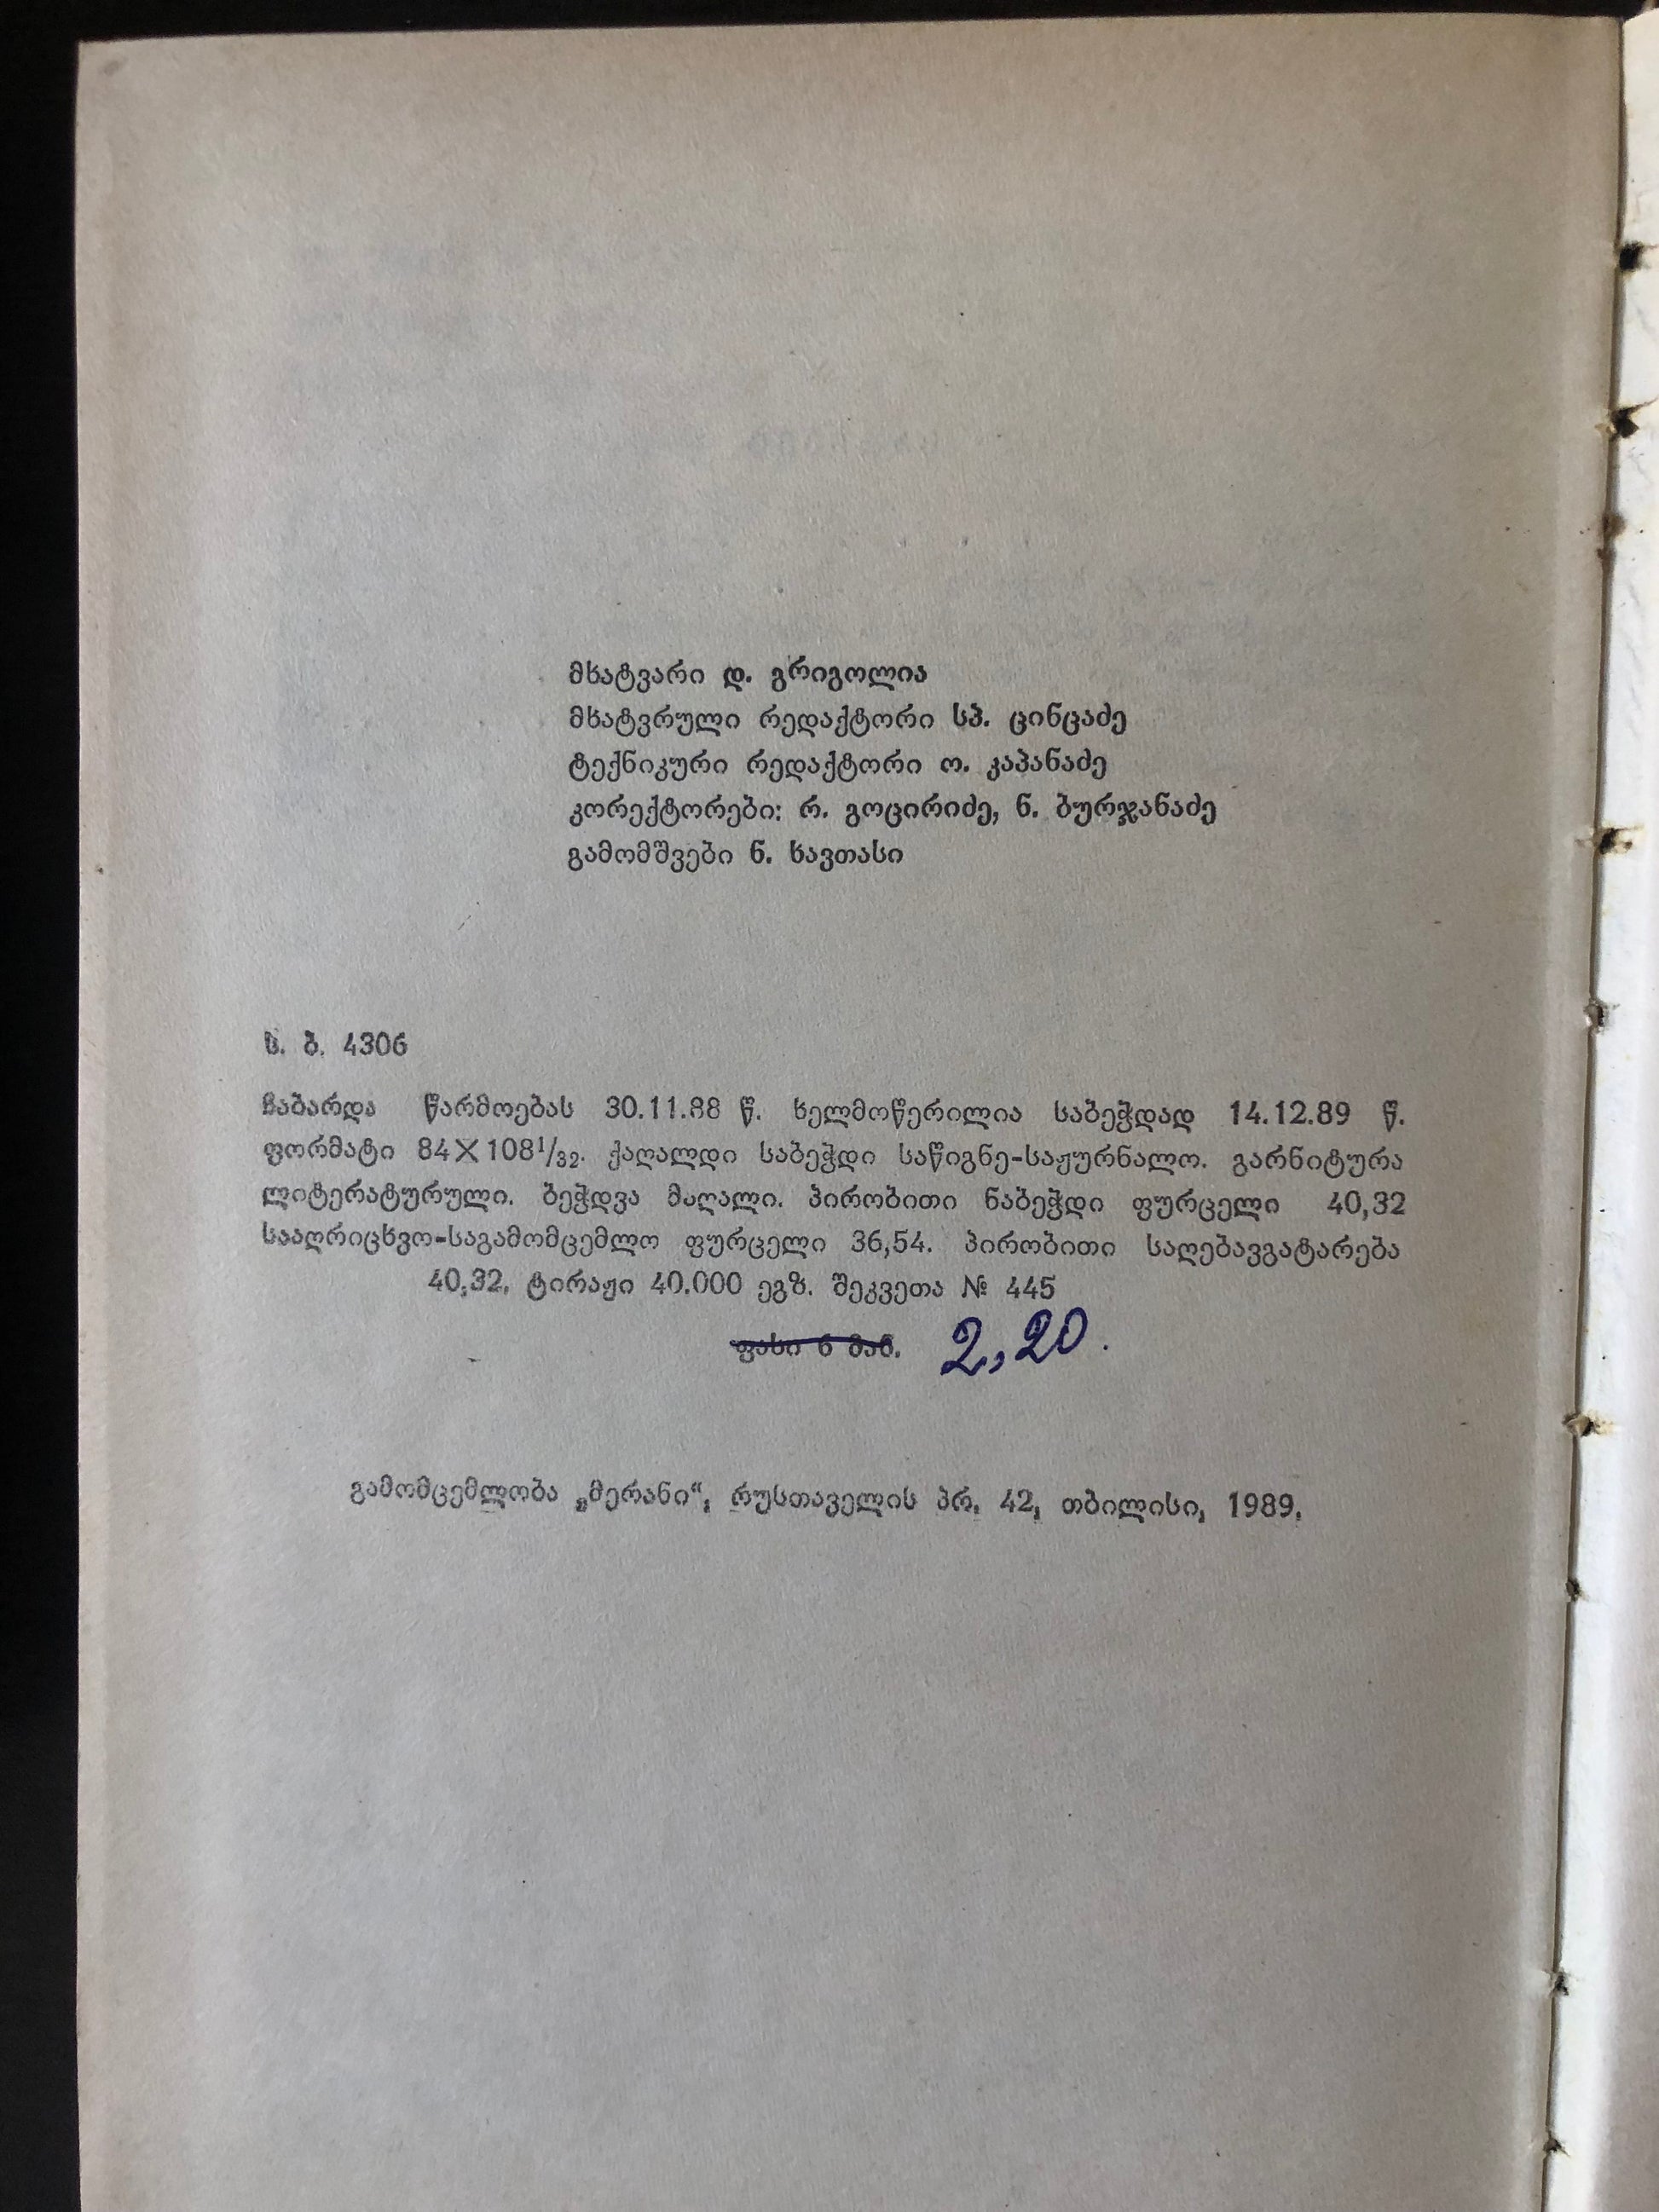 მხატვარი დ. გრიგოლია
მხატვრული რედაქტორი სპ. ცინცაძე
ტექნიკური რედაქტორი ო. კაპანაძე
კორექტორები: რ. გოცირიძე, ნ. ბურჯანაძე
გამომშვები ნ. ხავთასი
ს. ბ. 4306
ჩაბარდა წარმოებას 30.11.88 წ. ხელმოწერილია საბეჭდად 14.12.89 წ.
ფორმატი 84×108¹/₃₂. ქაღალდი საბეჭდი საწიგნე-საჟურნალო. გარნიტურა
ლიტერატურული. ბეჭდვა მაღალი. პირობითი ნაბეჭდი ფურცელი 40,32
სააღრიცხვო-საგამომცემლო ფურცელი 36,54. პირობითი საღებავგატარება
40,32. ტირაჟი 40.000 ეგზ. შეკვეთა № 445
ფასი 6 მან. 2,20.
გამომცემლობა „მერანი“, რუსთაველის პრ. 42, თბილისი, 1989.